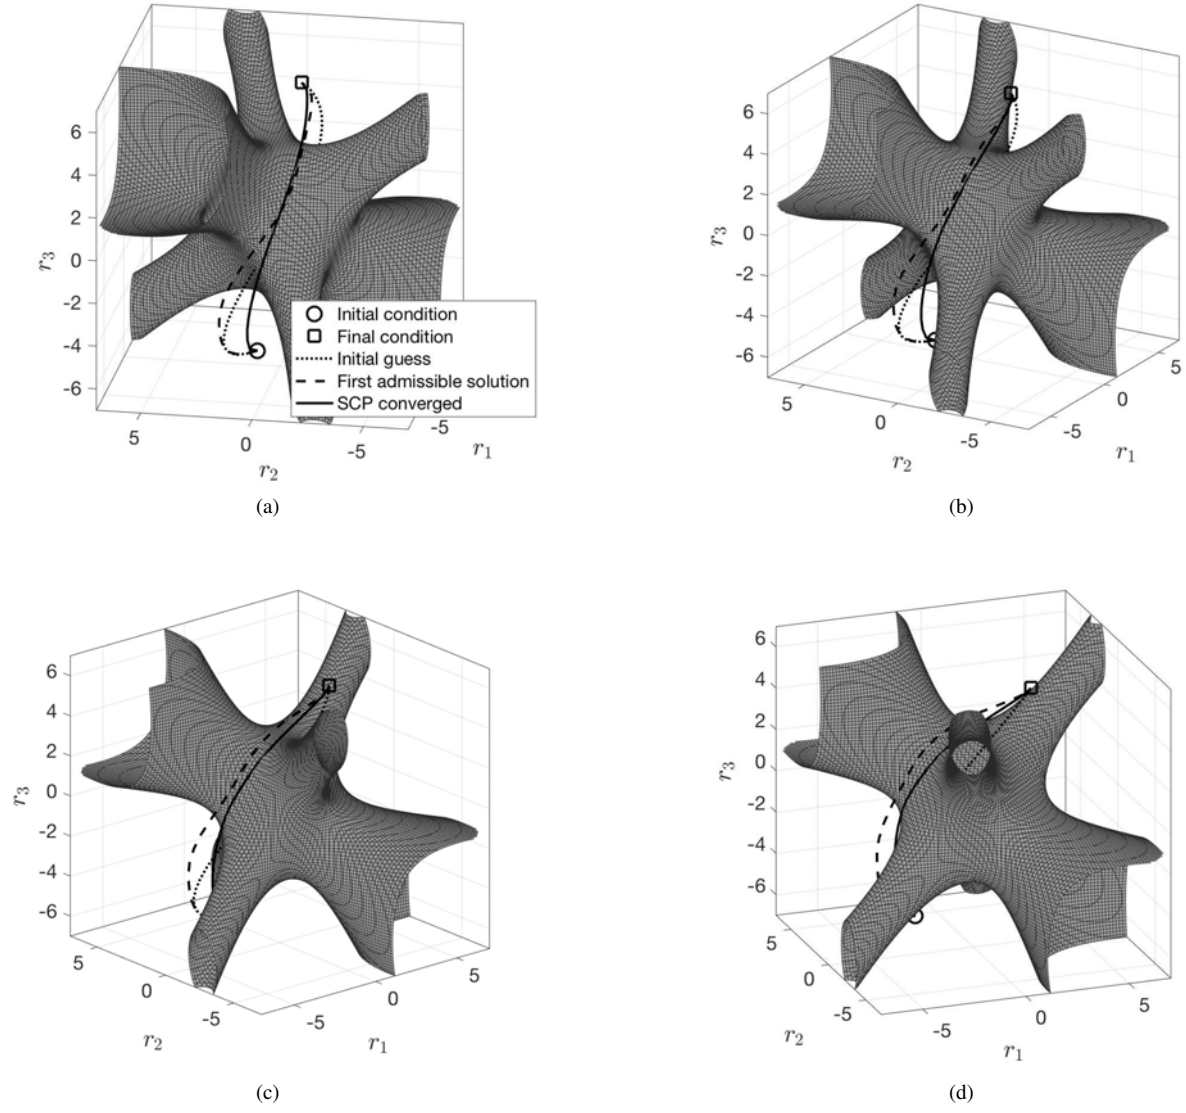 6
4
2
0
-2
-4
-6
r3
5
0
-5
r2
-5
r1
Initial condition
Final condition
Initial guess
First admissible solution
SCP converged
(a)
6
4
2
0
-2
-4
-6
r3
5
0
-5
r2
-5
0
5
r1
(b)
6
4
2
0
-2
-4
-6
r3
5
0
-5
r2
-5
0
5
r1
(c)
6
4
2
0
-2
-4
-6
r3
5
0
-5
r2
-5
0
5
r1
(d)